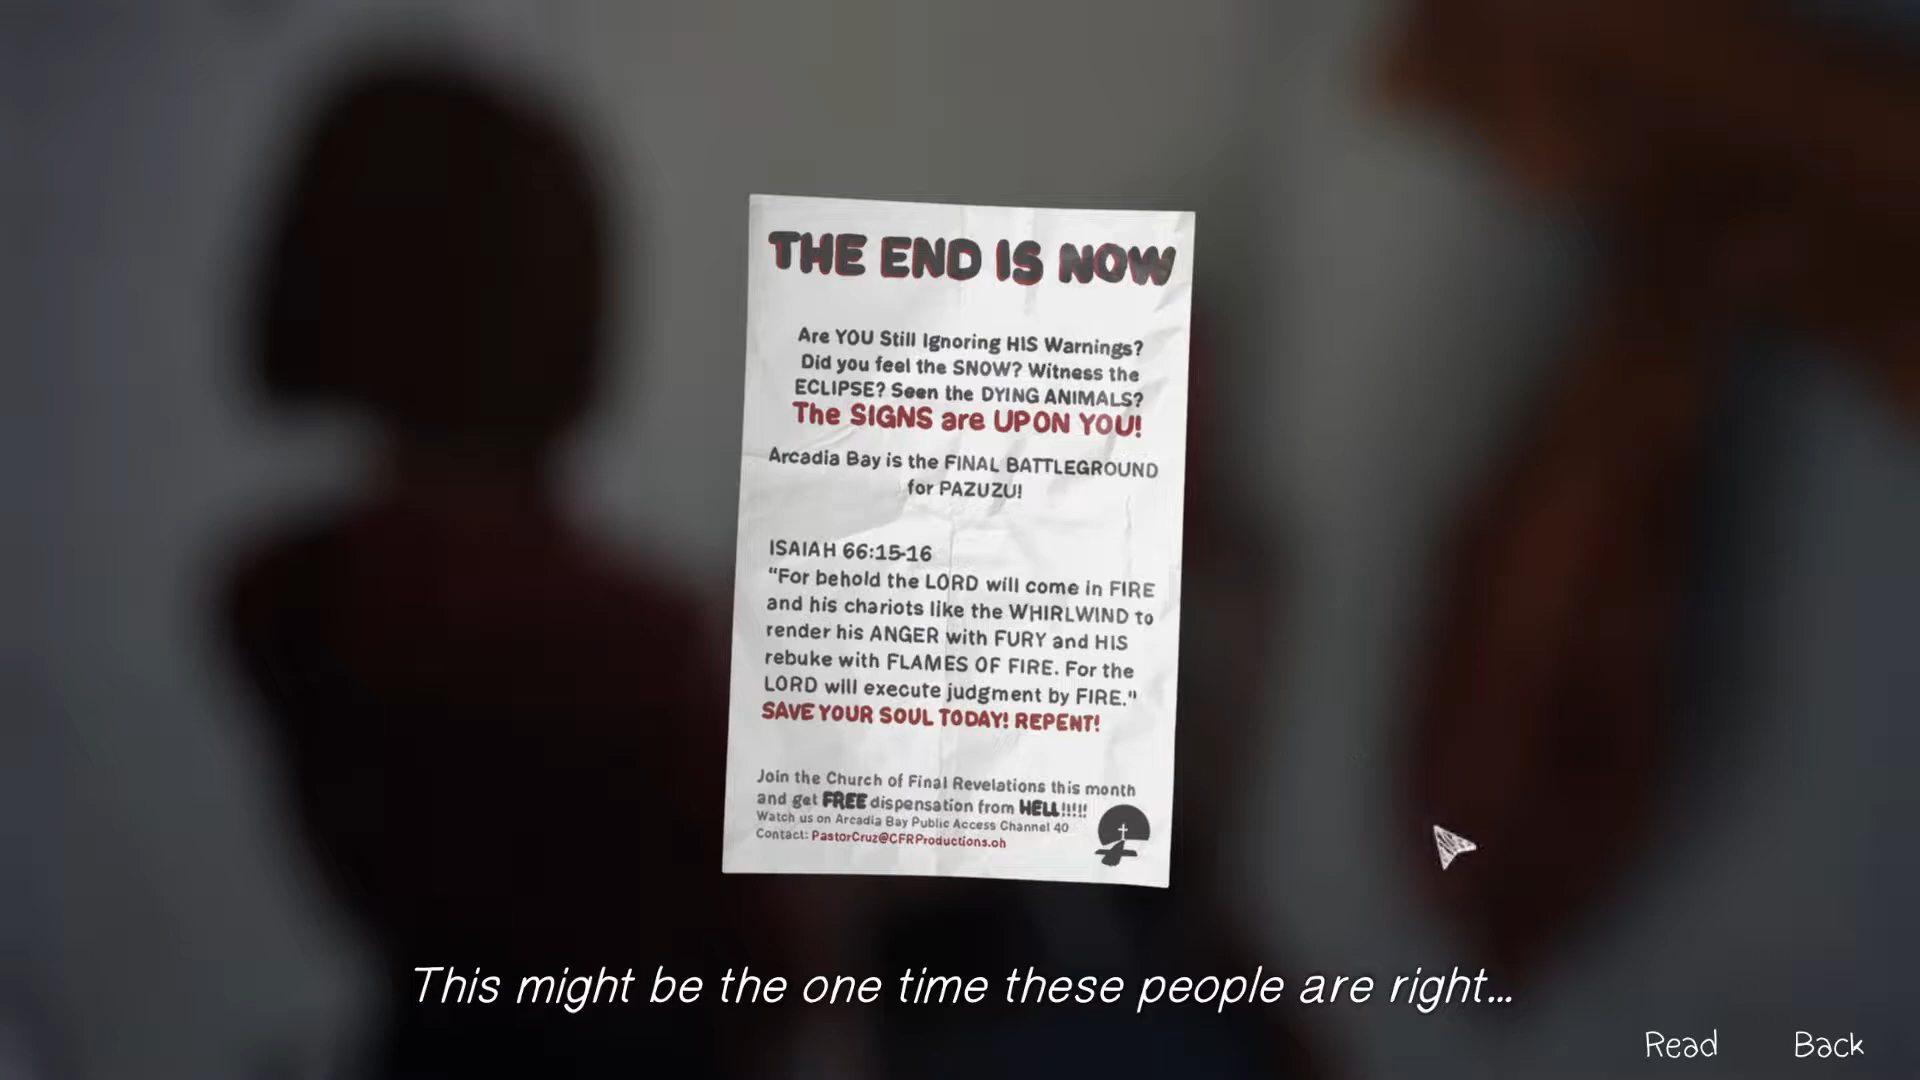 THE END IS NOW
Are YOU Still Ignoring HIS Warnings?
Did you feel the SNOW? Witness the
ECLIPSE? Seen the DYING ANIMALS?
The SIGNS are UPON YOU!
Arcadia Bay is the FINAL BATTLEGROUND
for PAZUZU!
ISAIAH 66:15-16
"For behold the LORD will come in FIRE
and his chariots like the WHIRLWIND to
render his ANGER with FURY and HIS
rebuke with FLAMES OF FIRE. For the
LORD will execute judgment by FIRE."
SAVE YOUR SOUL TODAY! REPENT!
Join the Church of Final Revelations this month
and get FREE dispensation from HELL!!!!!
Watch us on Arcadia Bay Public Access Channel 40
Contact: PastorCruz@CFRProductions.oh
This might be the one time these people are right...
Read Back